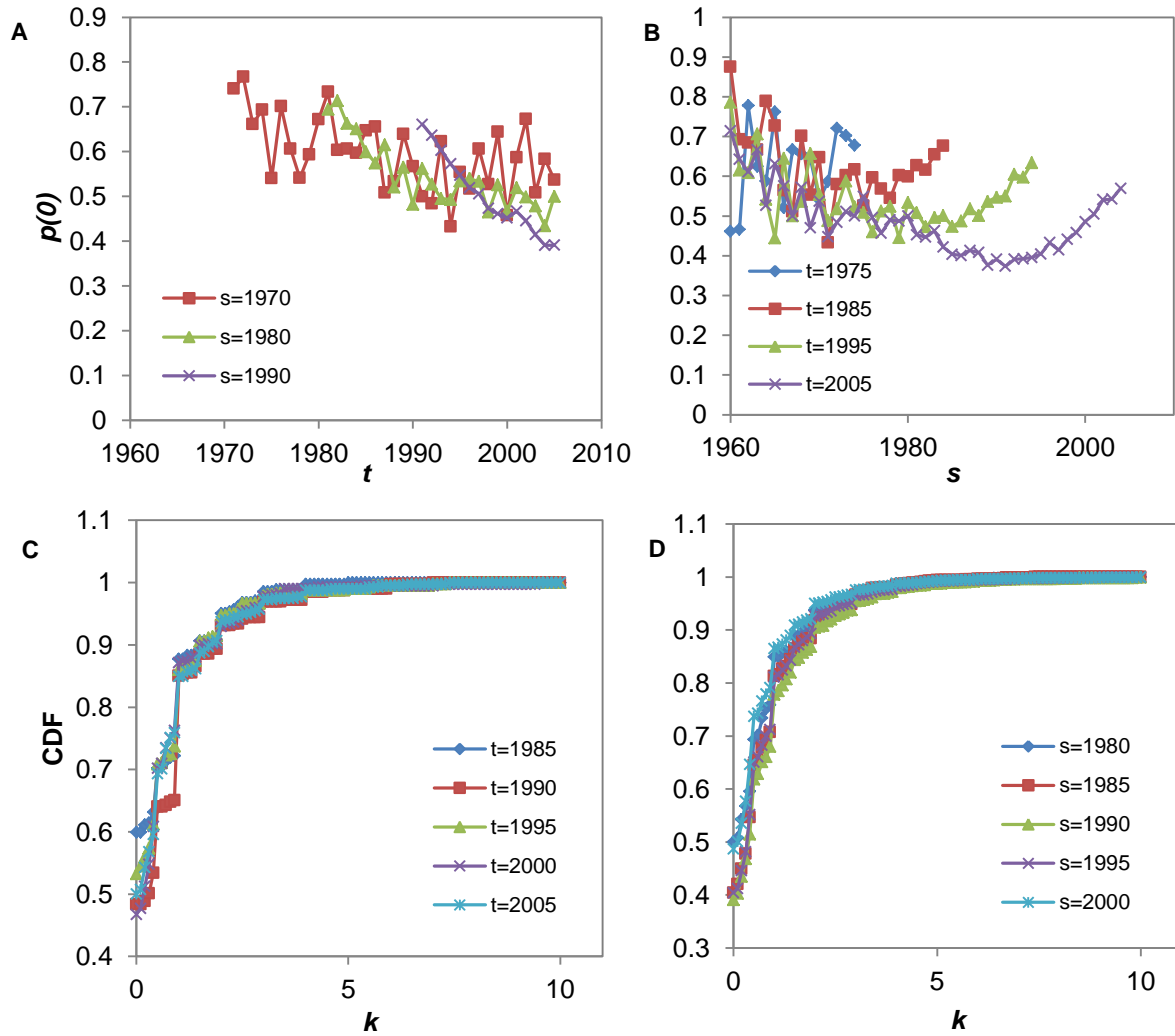 A
p(0)
0.9
0.8
0.7
0.6
0.5
0.4
0.3
0.2
0.1
0
1960 1970 1980 1990 2000 2010
t
s=1970
s=1980
s=1990
B
1
0.9
0.8
0.7
0.6
0.5
0.4
0.3
0.2
0.1
0
1960 1980 2000
s
t=1975
t=1985
t=1995
t=2005
C
CDF
1.1
1
0.9
0.8
0.7
0.6
0.5
0.4
0 5 10
k
t=1985
t=1990
t=1995
t=2000
t=2005
D
1.1
1
0.9
0.8
0.7
0.6
0.5
0.4
0.3
0 5 10
k
s=1980
s=1985
s=1990
s=1995
s=2000